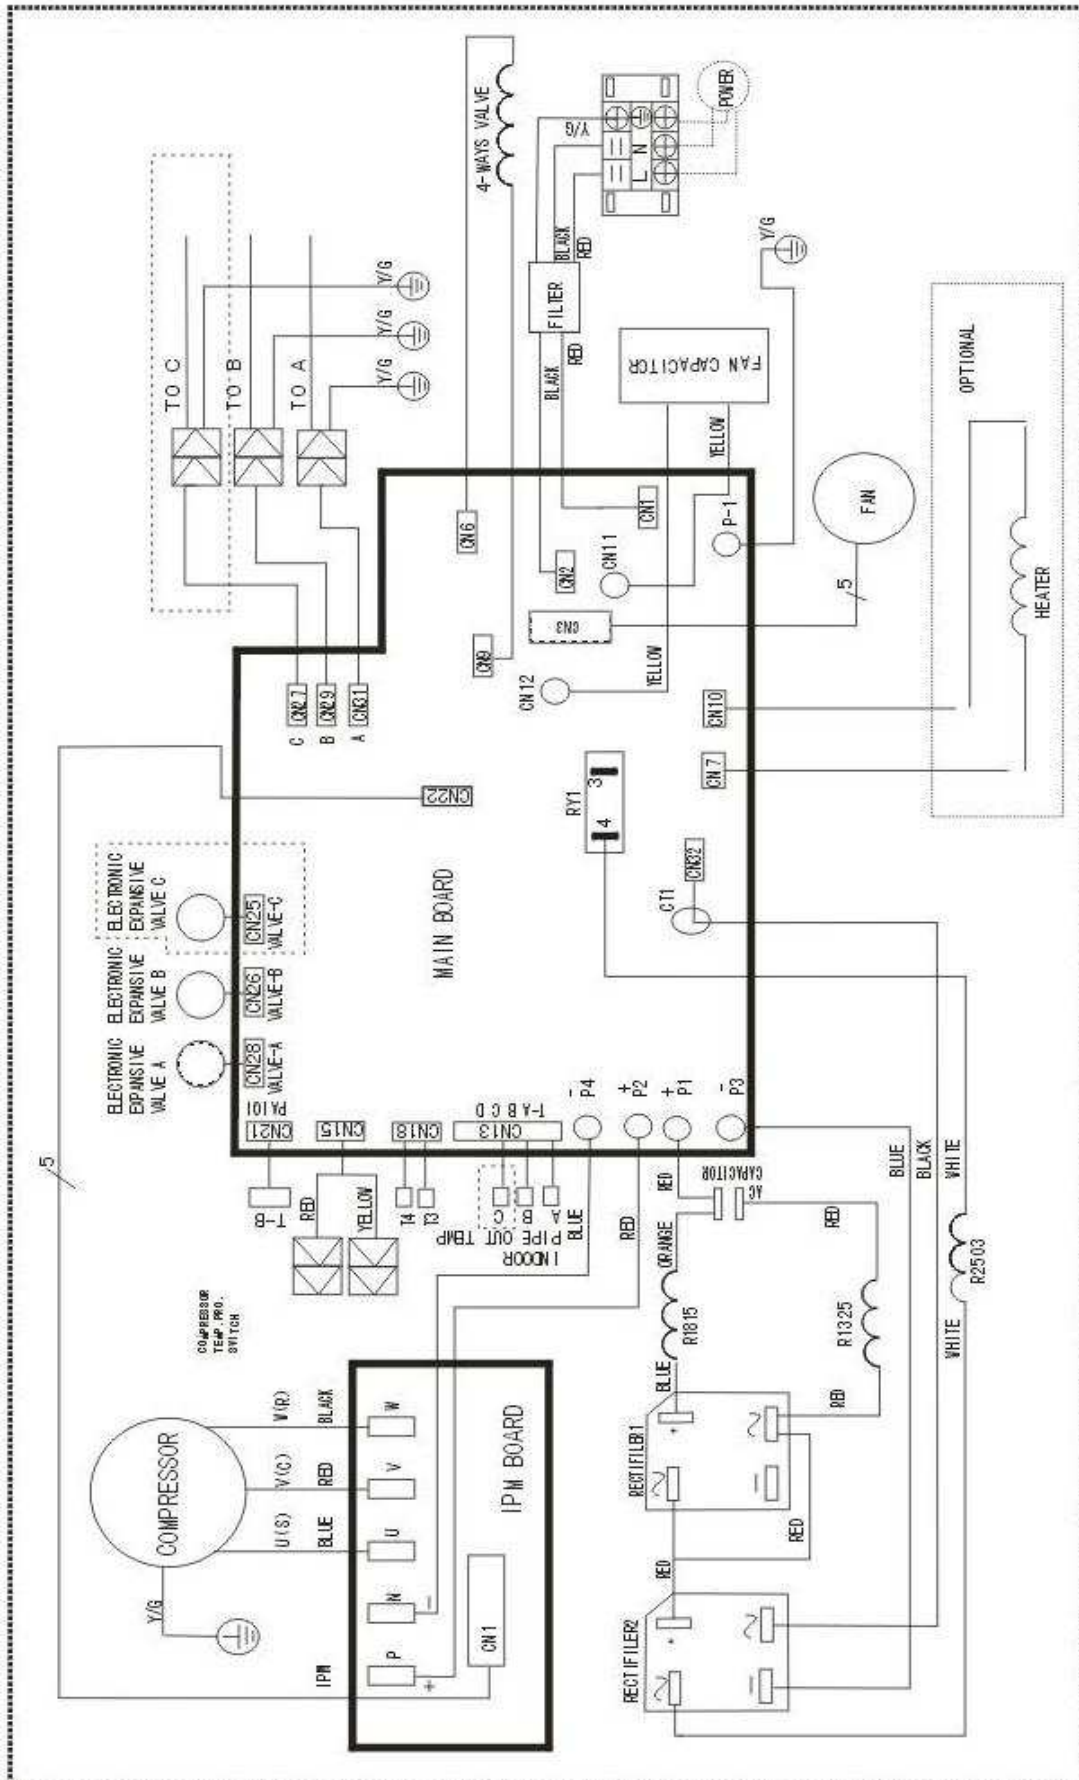 4-WAYS VALVE
POWER
Y/G
L N
BLACK
RED
FILTER
BLACK
RED
Y/G
FAN CAPACITOR
YELLOW
OPTIONAL
FAN
5
HEATER
TO C
TO B
TO A
Y/G
Y/G
Y/G
CN6
CN1
CN2
CN11
P-1
CN3
CN9
CN12
YELLOW
CN10
CN7
C
B
A
CN27
CN29
CN31
CN22
RY1
3
4
MAIN BOARD
CN32
CT1
ELECTRONIC
EXPANSIVE
VALVE C
ELECTRONIC
EXPANSIVE
VALVE B
ELECTRONIC
EXPANSIVE
VALVE A
CN25
VALVE-C
CN26
VALVE-B
CN28
VALVE-A
PA101
CN21
CN15
CN18
CN13
T-A B C D
- P4
+ P2
+ P1
- P3
5
T-B
RED
YELLOW
T4
T3
C
B
A
INDOOR
PIPE OUT TEMP
BLUE
RED
RED
AC
CAPACITOR
BLUE
BLACK
WHITE
ORANGE
RED
R1815
R1325
R2503
WHITE
BLUE
RED
COMPRESSOR
TEMP.PRO.
SWITCH
COMPRESSOR
W(R)
BLACK
V(C)
RED
U(S)
BLUE
Y/G
IPM
W
V
U
N
P
-
+
IPM BOARD
CN1
RECTIFILER1
+
-
RED
RED
RECTIFILER2
+
-